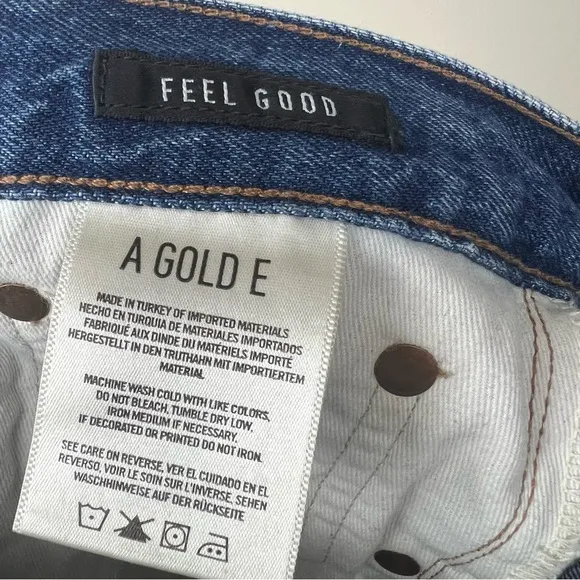 FEEL GOOD
A GOLD E
MADE IN TURKEY OF IMPORTED MATERIALS
HECHO EN TURQUIA DE MATERIALES IMPORTADOS
FABRIQUÉ AUX DINDE DU MATÉRIELS IMPORTÉ
HERGESTELLT IN DEN TRUTHAHN MIT IMPORTIERTEM
MATERIAL
MACHINE WASH COLD WITH LIKE COLORS,
DO NOT BLEACH. TUMBLE DRY LOW,
IRON MEDIUM IF NECESSARY.
IF DECORATED OR PRINTED DO NOT IRON.
SEE CARE ON REVERSE, VER EL CUIDADO EN EL
REVERSO, VOIR LE SOIN SUR L'INVERSE, SEHEN
WASCHHINWEISE AUF DER RÜCKSEITE